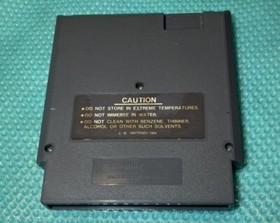 CAUTION
• DO NOT STORE IN EXTREME TEMPERATURES.
• DO NOT IMMERSE IN WATER.
• DO NOT CLEAN WITH BENZENE, THINNER,
ALCOHOL OR OTHER SUCH SOLVENTS.
NINTENDO